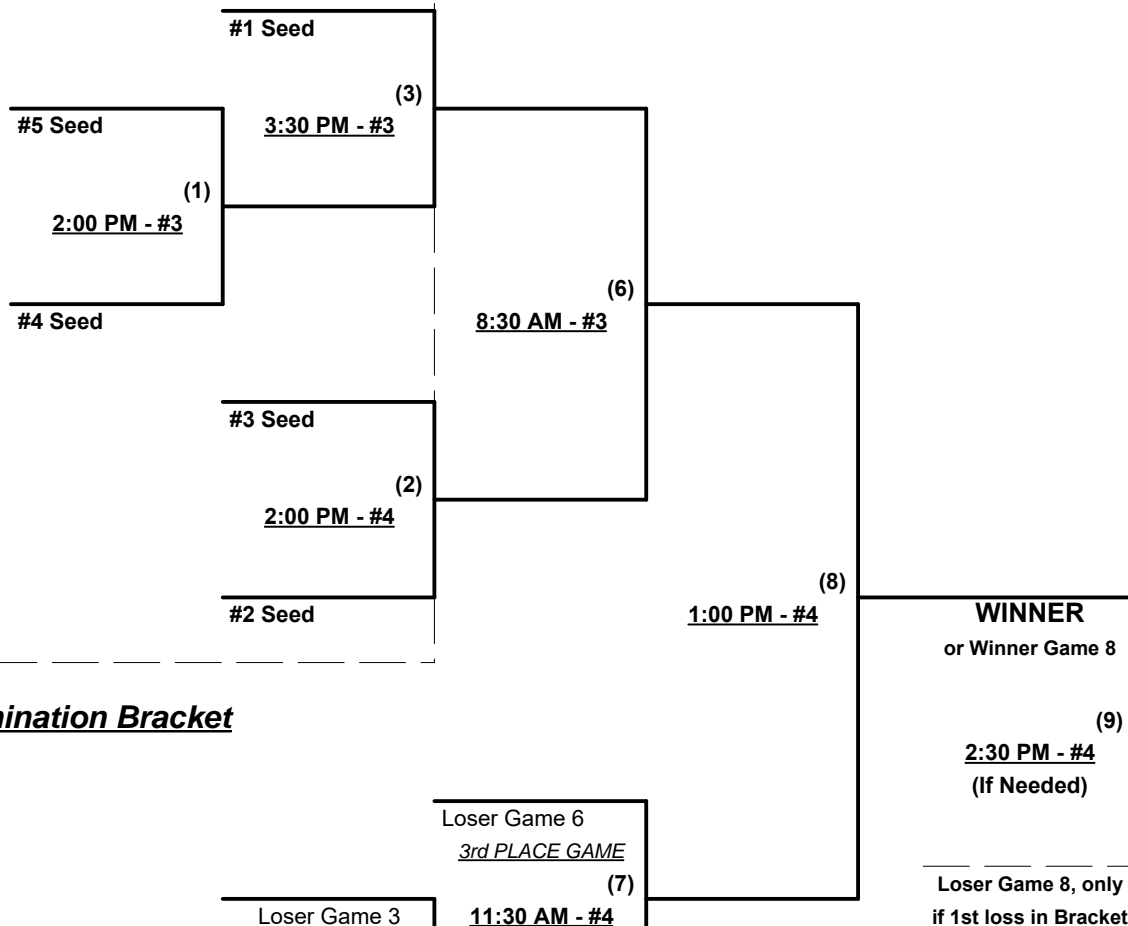 #1 Seed
(3)
3:30 PM - #3
#5 Seed
(1)
2:00 PM - #3
#4 Seed
(6)
8:30 AM - #3
#3 Seed
(2)
2:00 PM - #4
#2 Seed
(8)
1:00 PM - #4
WINNER
or Winner Game 8
mination Bracket
(9)
2:30 PM - #4
(If Needed)
Loser Game 6
3rd PLACE GAME
(7)
11:30 AM - #4
Loser Game 3
Loser Game 8, only
if 1st loss in Bracket